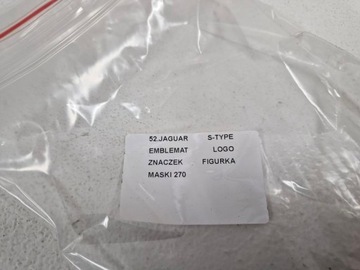 52.JAGUAR S-TYPE
EMBLEMAT LOGO
ZNACZEK FIGURKA
MASKI 270